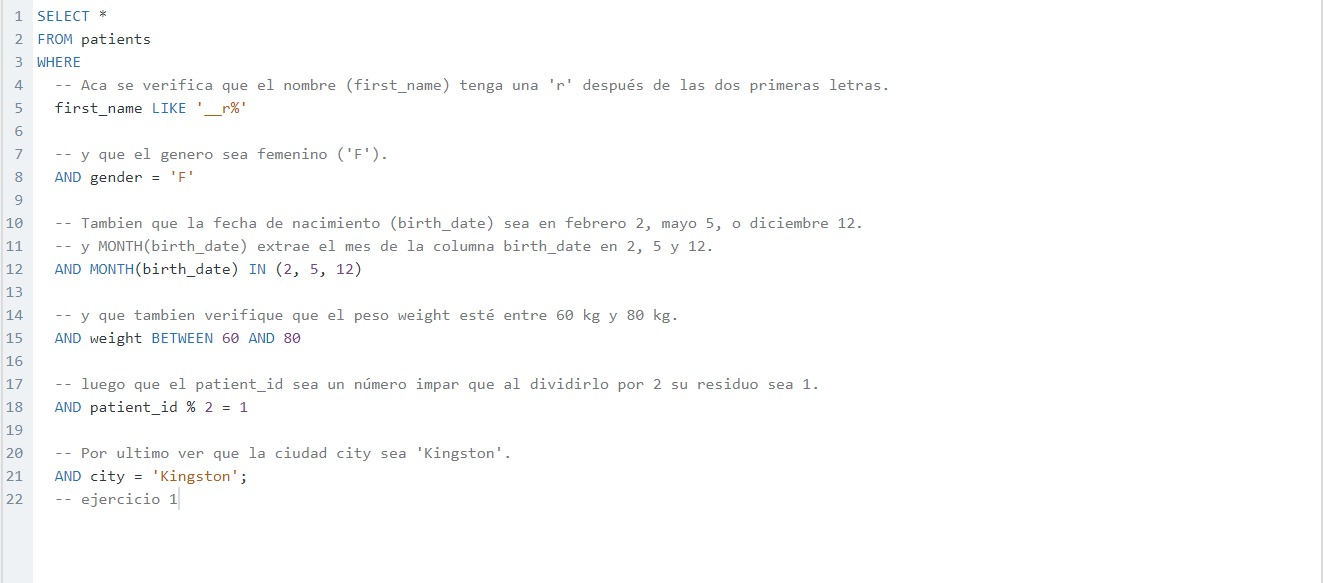 1 SELECT *
2 FROM patients
3 WHERE
4 -- Aca se verifica que el nombre (first_name) tenga una 'r' después de las dos primeras letras.
5 first_name LIKE '__r%'
6
7 -- y que el genero sea femenino ('F').
8 AND gender = 'F'
9
10 -- Tambien que la fecha de nacimiento (birth_date) sea en febrero 2, mayo 5, o diciembre 12.
11 -- y MONTH(birth_date) extrae el mes de la columna birth_date en 2, 5 y 12.
12 AND MONTH(birth_date) IN (2, 5, 12)
13
14 -- y que tambien verifique que el peso weight esté entre 60 kg y 80 kg.
15 AND weight BETWEEN 60 AND 80
16
17 -- luego que el patient_id sea un número impar que al dividirlo por 2 su residuo sea 1.
18 AND patient_id % 2 = 1
19
20 -- Por ultimo ver que la ciudad city sea 'Kingston'.
21 AND city = 'Kingston';
22 -- ejercicio 1